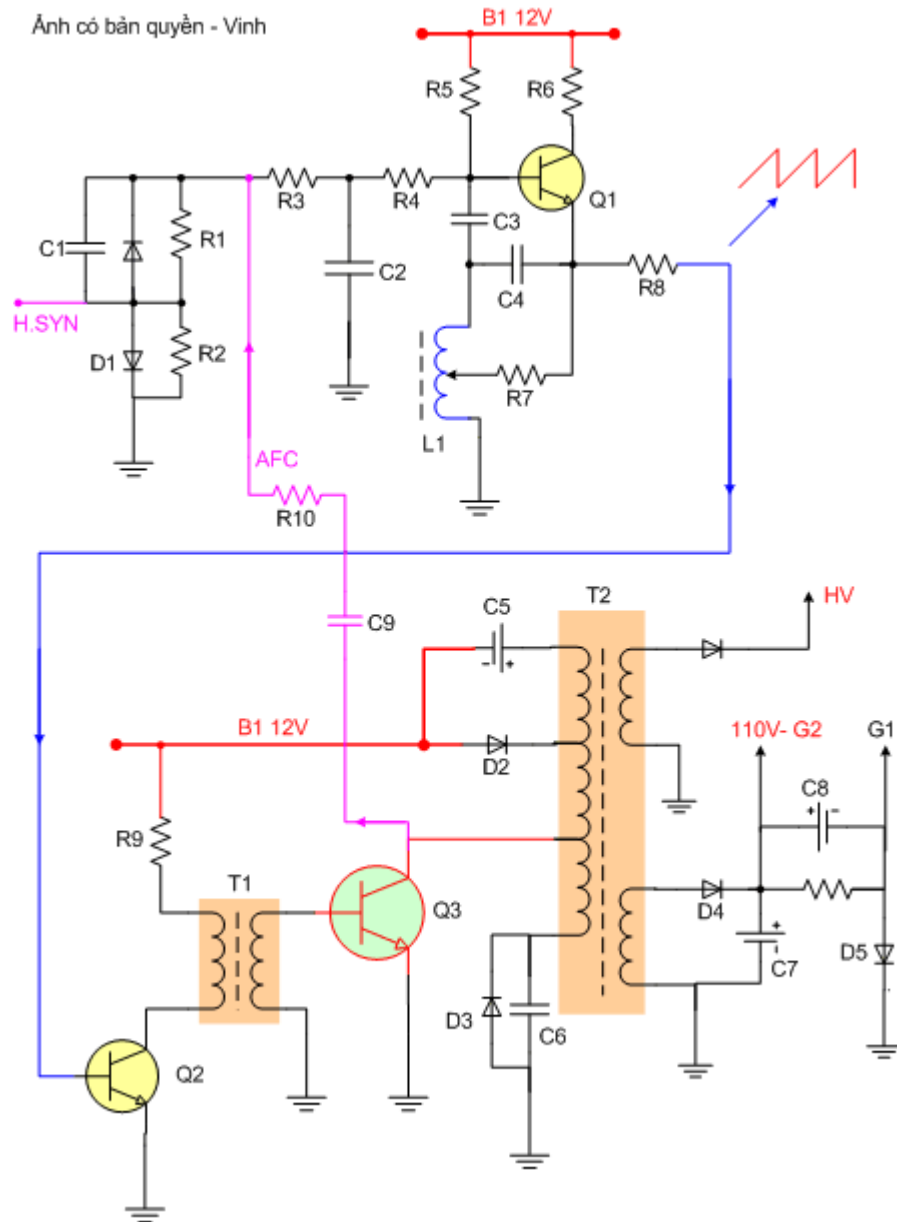 Ảnh có bản quyền - Vinh
B1 12V
R5
R6
Q1
R3
R4
C1
R1
C3
C2
C4
R8
H.SYN
D1
R2
R7
L1
AFC
R10
C9
C5
- +
T2
HV
B1 12V
D2
110V- G2
G1
C8
+ -
R9
T1
Q3
D4
+
-
C7
D5
D3
C6
Q2